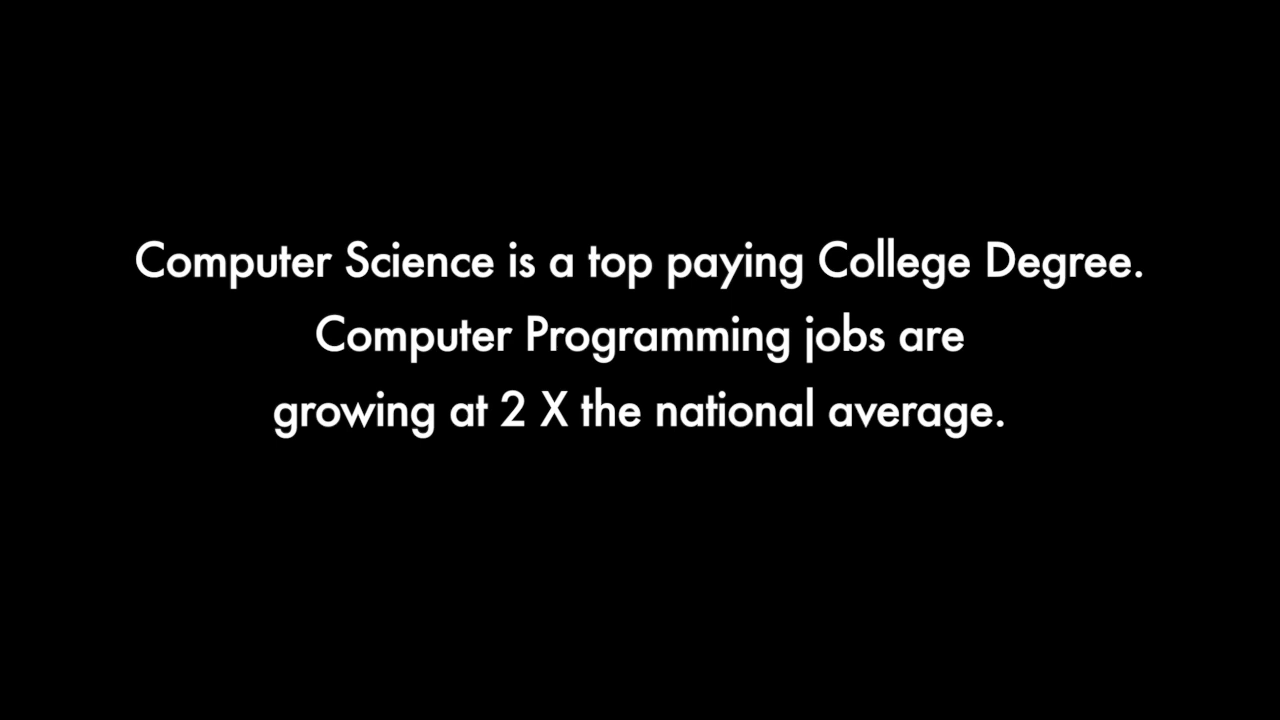 Computer Science is a top paying College Degree.
Computer Programming jobs are
growing at 2 X the national average.